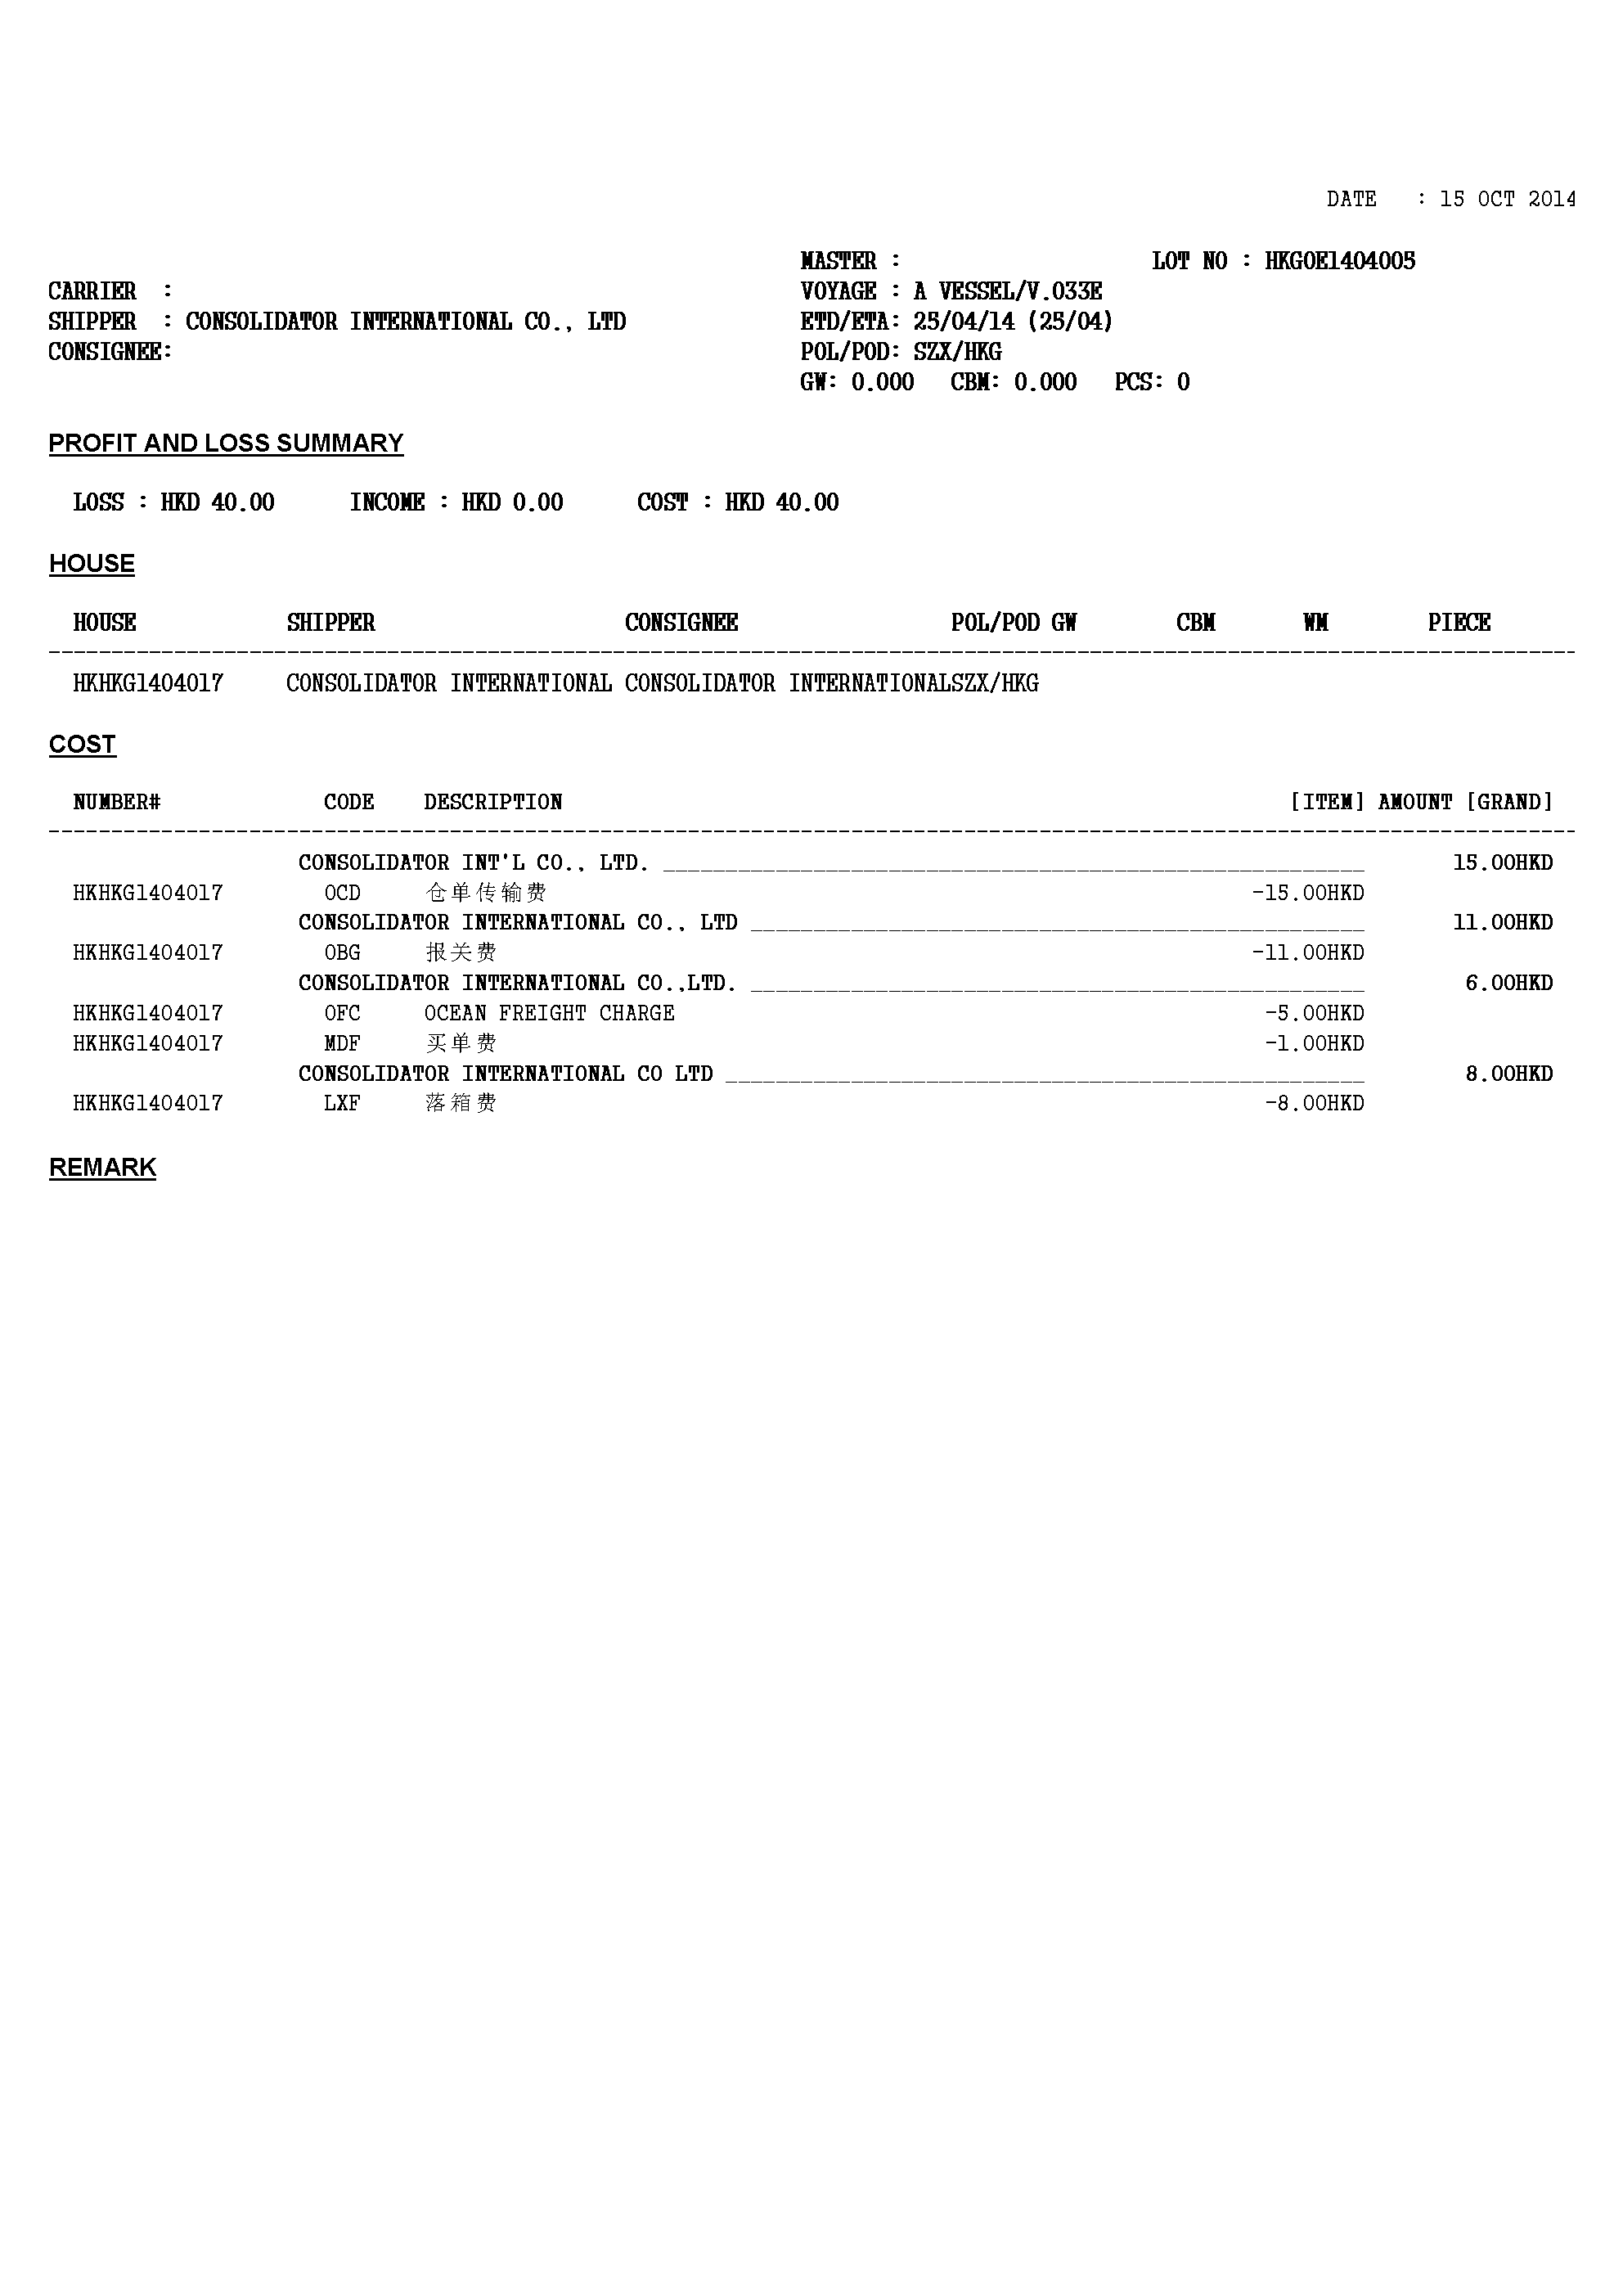 DATE : 15 OCT 2014
MASTER : LOT NO : HKGOE1404005
CARRIER : VOYAGE : A VESSEL/V.033E
SHIPPER : CONSOLIDATOR INTERNATIONAL CO., LTD ETD/ETA: 25/04/14 (25/04)
CONSIGNEE: POL/POD: SZX/HKG
GW: 0.000 CBM: 0.000 PCS: 0
PROFIT AND LOSS SUMMARY
LOSS : HKD 40.00 INCOME : HKD 0.00 COST : HKD 40.00
HOUSE
HOUSE SHIPPER CONSIGNEE POL/POD GW CBM WM PIECE
HKHKG1404017 CONSOLIDATOR INTERNATIONAL CONSOLIDATOR INTERNATIONALSZX/HKG
COST
NUMBER# CODE DESCRIPTION [ITEM] AMOUNT [GRAND]
CONSOLIDATOR INT'L CO., LTD. 15.00HKD
HKHKG1404017 OCD 仓单传输费 -15.00HKD
CONSOLIDATOR INTERNATIONAL CO., LTD 11.00HKD
HKHKG1404017 OBG 报关费 -11.00HKD
CONSOLIDATOR INTERNATIONAL CO.,LTD. 6.00HKD
HKHKG1404017 OFC OCEAN FREIGHT CHARGE -5.00HKD
HKHKG1404017 MDF 买单费 -1.00HKD
CONSOLIDATOR INTERNATIONAL CO LTD 8.00HKD
HKHKG1404017 LXF 落箱费 -8.00HKD
REMARK